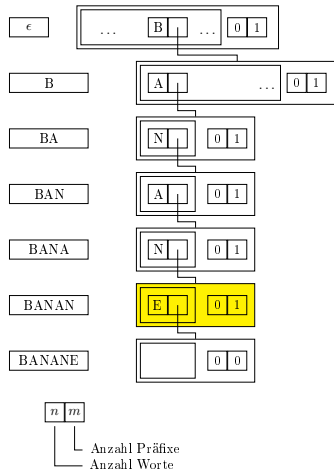 ϵ ... B ... 0 1
B A ... 0 1
BA N 0 1
BAN A 0 1
BANA N 0 1
BANAN E 0 1
BANANE 0 0
n m
Anzahl Präfixe
Anzahl Worte